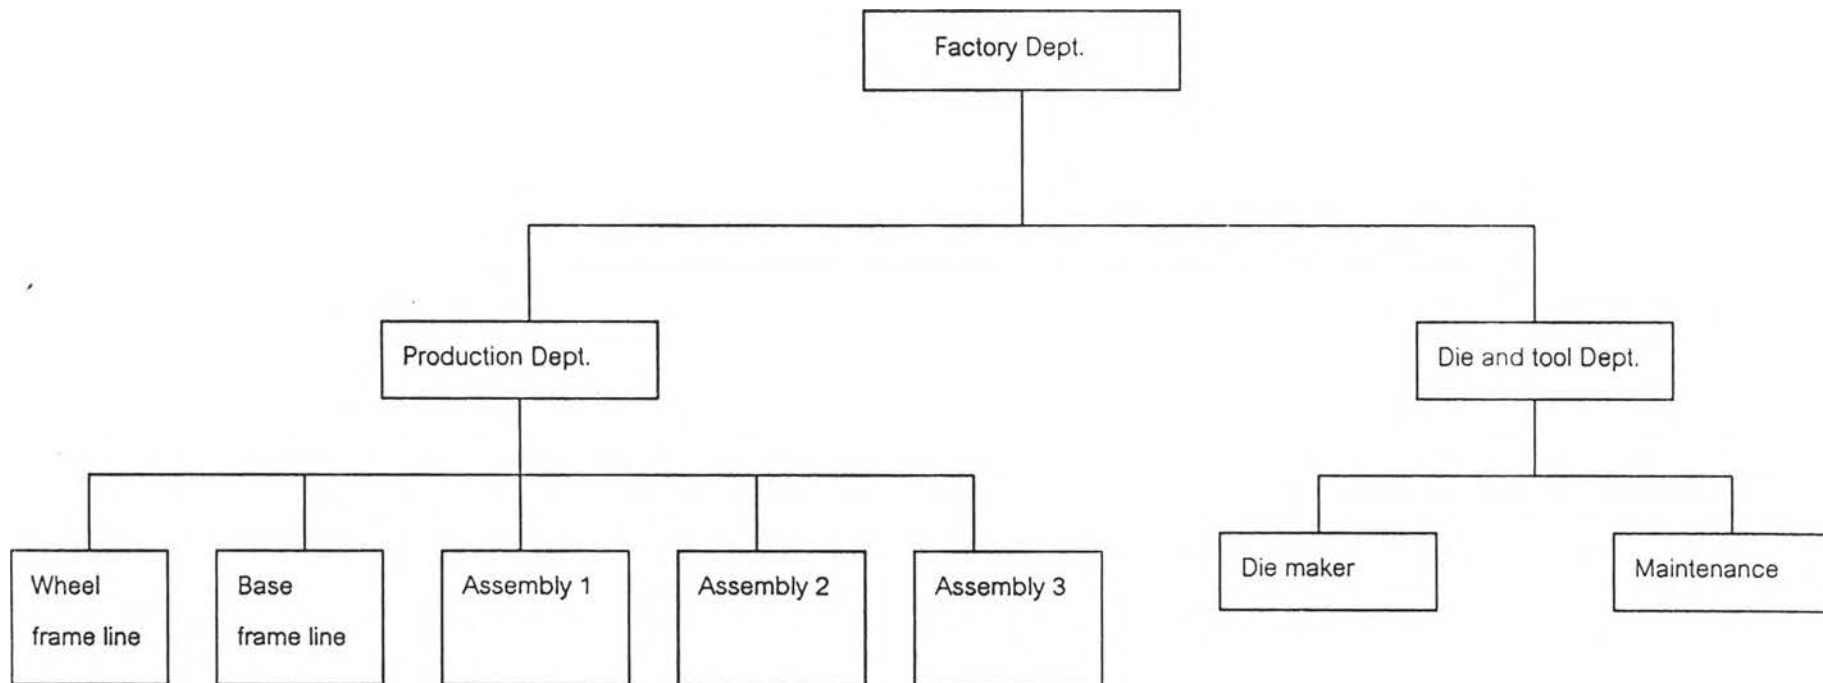 Factory Dept.
Production Dept.
Die and tool Dept.
Wheel
frame line
Base
frame line
Assembly 1
Assembly 2
Assembly 3
Die maker
Maintenance